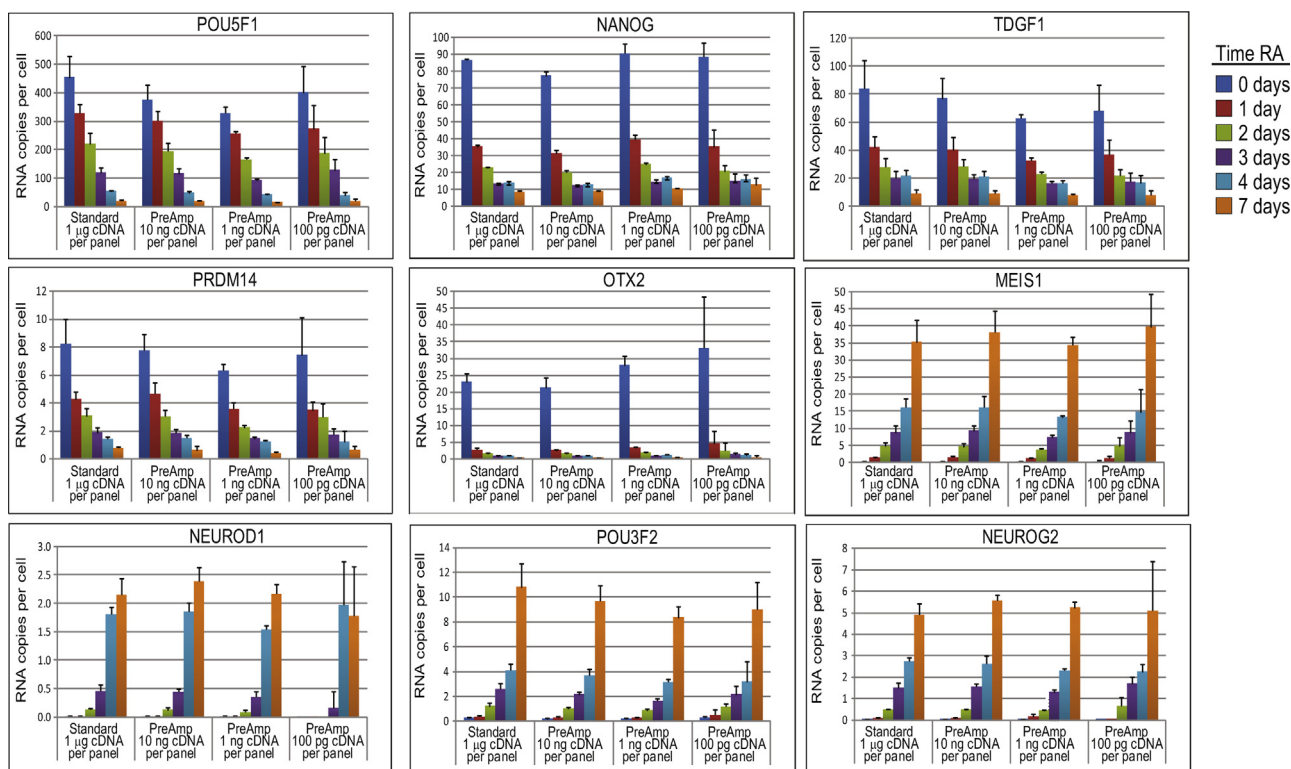 POU5F1
RNA copies per cell
600
500
400
300
200
100
0
Standard PreAmp PreAmp PreAmp
1 µg cDNA 10 ng cDNA 1 ng cDNA 100 pg cDNA
per panel per panel per panel per panel
NANOG
RNA copies per cell
100
90
80
70
60
50
40
30
20
10
0
Standard PreAmp PreAmp PreAmp
1 µg cDNA 10 ng cDNA 1 ng cDNA 100 pg cDNA
per panel per panel per panel per panel
TDGF1
RNA copies per cell
120
100
80
60
40
20
0
Standard PreAmp PreAmp PreAmp
1 µg cDNA 10 ng cDNA 1 ng cDNA 100 pg cDNA
per panel per panel per panel per panel
Time RA
0 days
1 day
2 days
3 days
4 days
7 days
PRDM14
RNA copies per cell
12
10
8
6
4
2
0
Standard PreAmp PreAmp PreAmp
1 µg cDNA 10 ng cDNA 1 ng cDNA 100 pg cDNA
per panel per panel per panel per panel
OTX2
RNA copies per cell
50
45
40
35
30
25
20
15
10
5
0
Standard PreAmp PreAmp PreAmp
1 µg cDNA 10 ng cDNA 1 ng cDNA 100 pg cDNA
per panel per panel per panel per panel
MEIS1
RNA copies per cell
50
45
40
35
30
25
20
15
10
5
0
Standard PreAmp PreAmp PreAmp
1 µg cDNA 10 ng cDNA 1 ng cDNA 100 pg cDNA
per panel per panel per panel per panel
NEUROD1
RNA copies per cell
3.0
2.5
2.0
1.5
1.0
0.5
0.0
Standard PreAmp PreAmp PreAmp
1 µg cDNA 10 ng cDNA 1 ng cDNA 100 pg cDNA
per panel per panel per panel per panel
POU3F2
RNA copies per cell
14
12
10
8
6
4
2
0
Standard PreAmp PreAmp PreAmp
1 µg cDNA 10 ng cDNA 1 ng cDNA 100 pg cDNA
per panel per panel per panel per panel
NEUROG2
RNA copies per cell
8
7
6
5
4
3
2
1
0
Standard PreAmp PreAmp PreAmp
1 µg cDNA 10 ng cDNA 1 ng cDNA 100 pg cDNA
per panel per panel per panel per panel